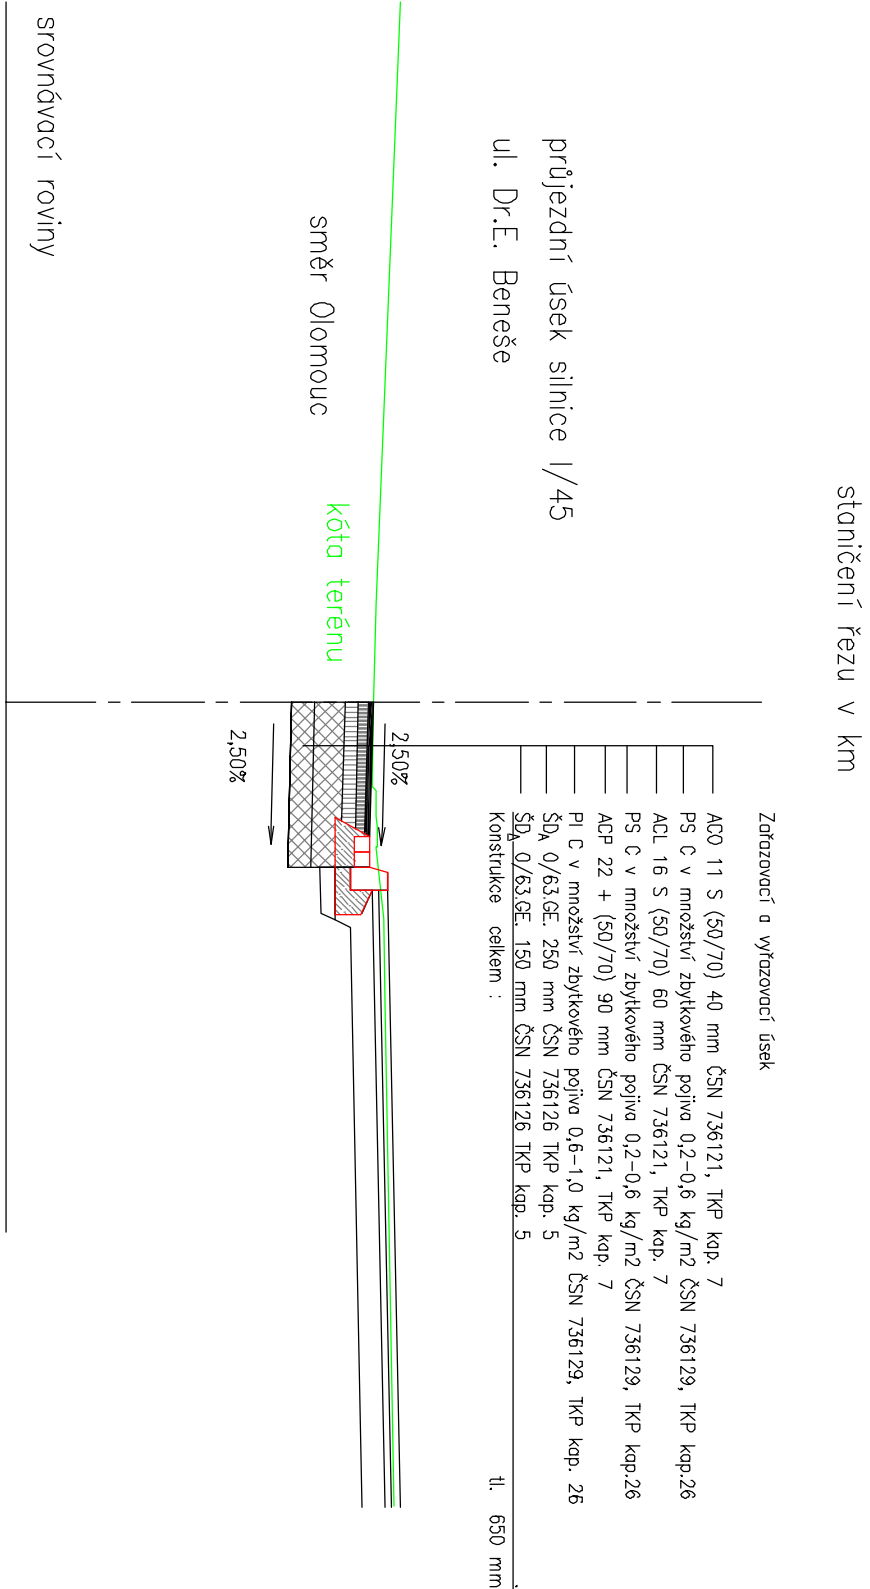 staničení řezu v km
Zařazovací a vyřazovací úsek
ACO 11 S (50/70) 40 mm ČSN 736121, TKP kap. 7
PS C v množství zbytkového pojiva 0,2-0,6 kg/m2 ČSN 736129, TKP kap.26
ACL 16 S (50/70) 60 mm ČSN 736121, TKP kap. 7
PS C v množství zbytkového pojiva 0,2-0,6 kg/m2 ČSN 736129, TKP kap.26
ACP 22 + (50/70) 90 mm ČSN 736121, TKP kap. 7
PI C v množství zbytkového pojiva 0,6-1,0 kg/m2 ČSN 736129, TKP kap. 26
ŠDA 0/63.GE. 250 mm ČSN 736126 TKP kap. 5
ŠDA 0/63.GE. 150 mm ČSN 736126 TKP kap. 5
Konstrukce celkem : tl. 650 mm
průjezdní úsek silnice I/45
ul. Dr.E. Beneše
2,50%
kóta terénu
směr Olomouc
2,50%
srovnávací roviny